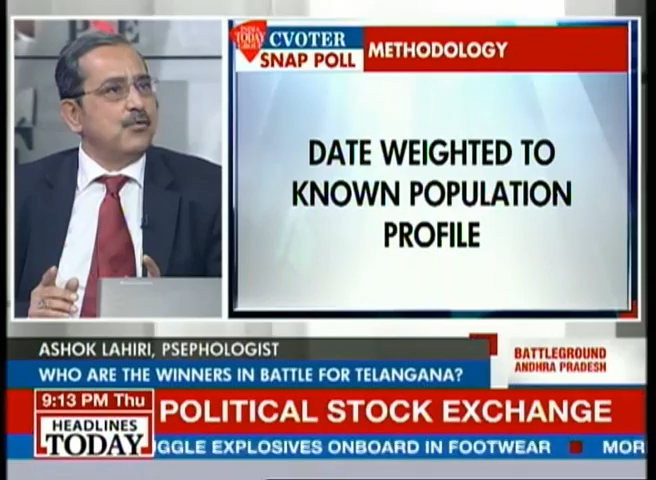 INDIA
TODAY
GROUP
CVOTER
SNAP POLL
METHODOLOGY
DATE WEIGHTED TO
KNOWN POPULATION
PROFILE
ASHOK LAHIRI, PSEPHOLOGIST
WHO ARE THE WINNERS IN BATTLE FOR TELANGANA?
BATTLEGROUND
ANDHRA PRADESH
9:13 PM Thu
POLITICAL STOCK EXCHANGE
HEADLINES
TODAY
UGGLE EXPLOSIVES ONBOARD IN FOOTWEAR
MOR